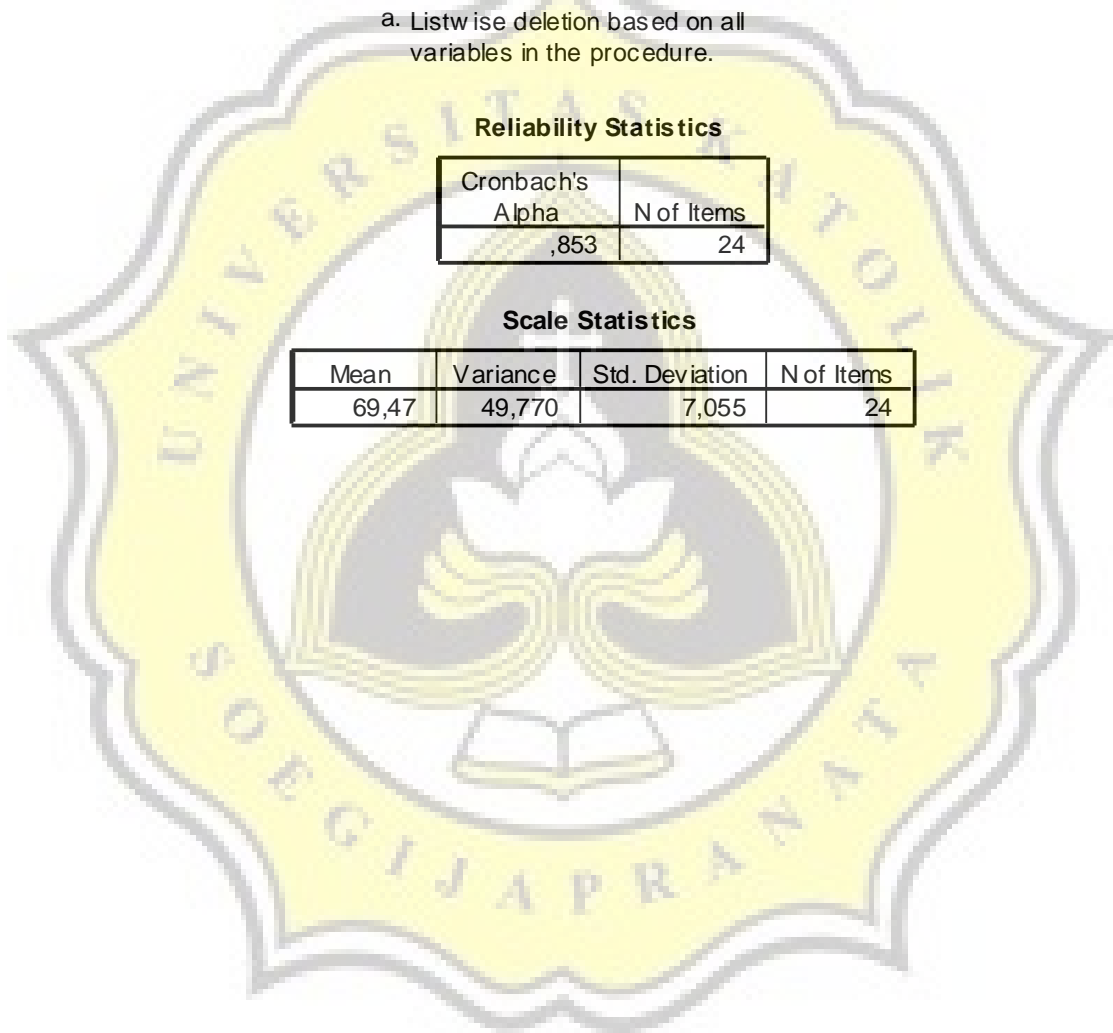 a. Listwise deletion based on all
variables in the procedure.
Reliability Statistics
Cronbach's
Alpha N of Items
,853 24
Scale Statistics
Mean Variance Std. Deviation N of Items
69,47 49,770 7,055 24
UNIVERSITAS KATOLIK
SOEGIJAPRANATA